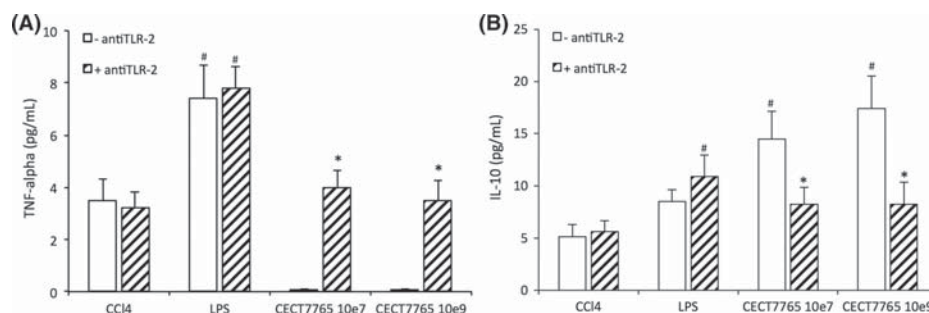 (A)
10
8
6
4
2
0
TNF-alpha (pg/mL)
- antiTLR-2
+ antiTLR-2
# #
* *
CCl4 LPS CECT7765 10e7 CECT7765 10e9
(B)
25
20
15
10
5
0
IL-10 (pg/mL)
- antiTLR-2
+ antiTLR-2
# # #
* *
CCl4 LPS CECT7765 10e7 CECT7765 10e9